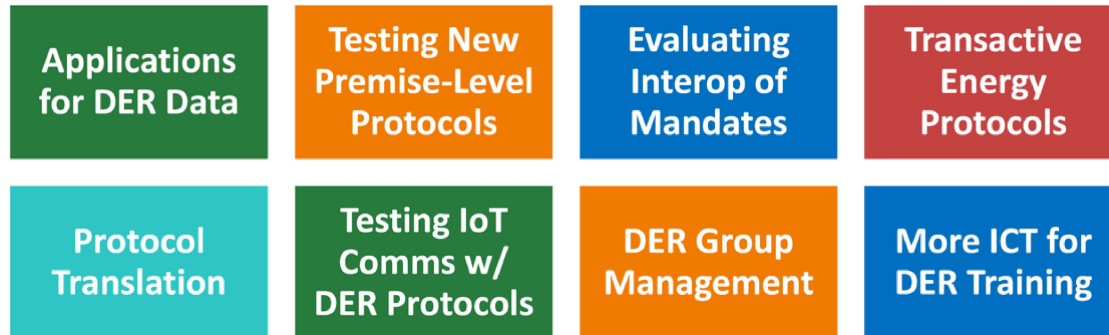 Applications
for DER Data
Testing New
Premise-Level
Protocols
Evaluating
Interop of
Mandates
Transactive
Energy
Protocols
Protocol
Translation
Testing IoT
Comms w/
DER Protocols
DER Group
Management
More ICT for
DER Training